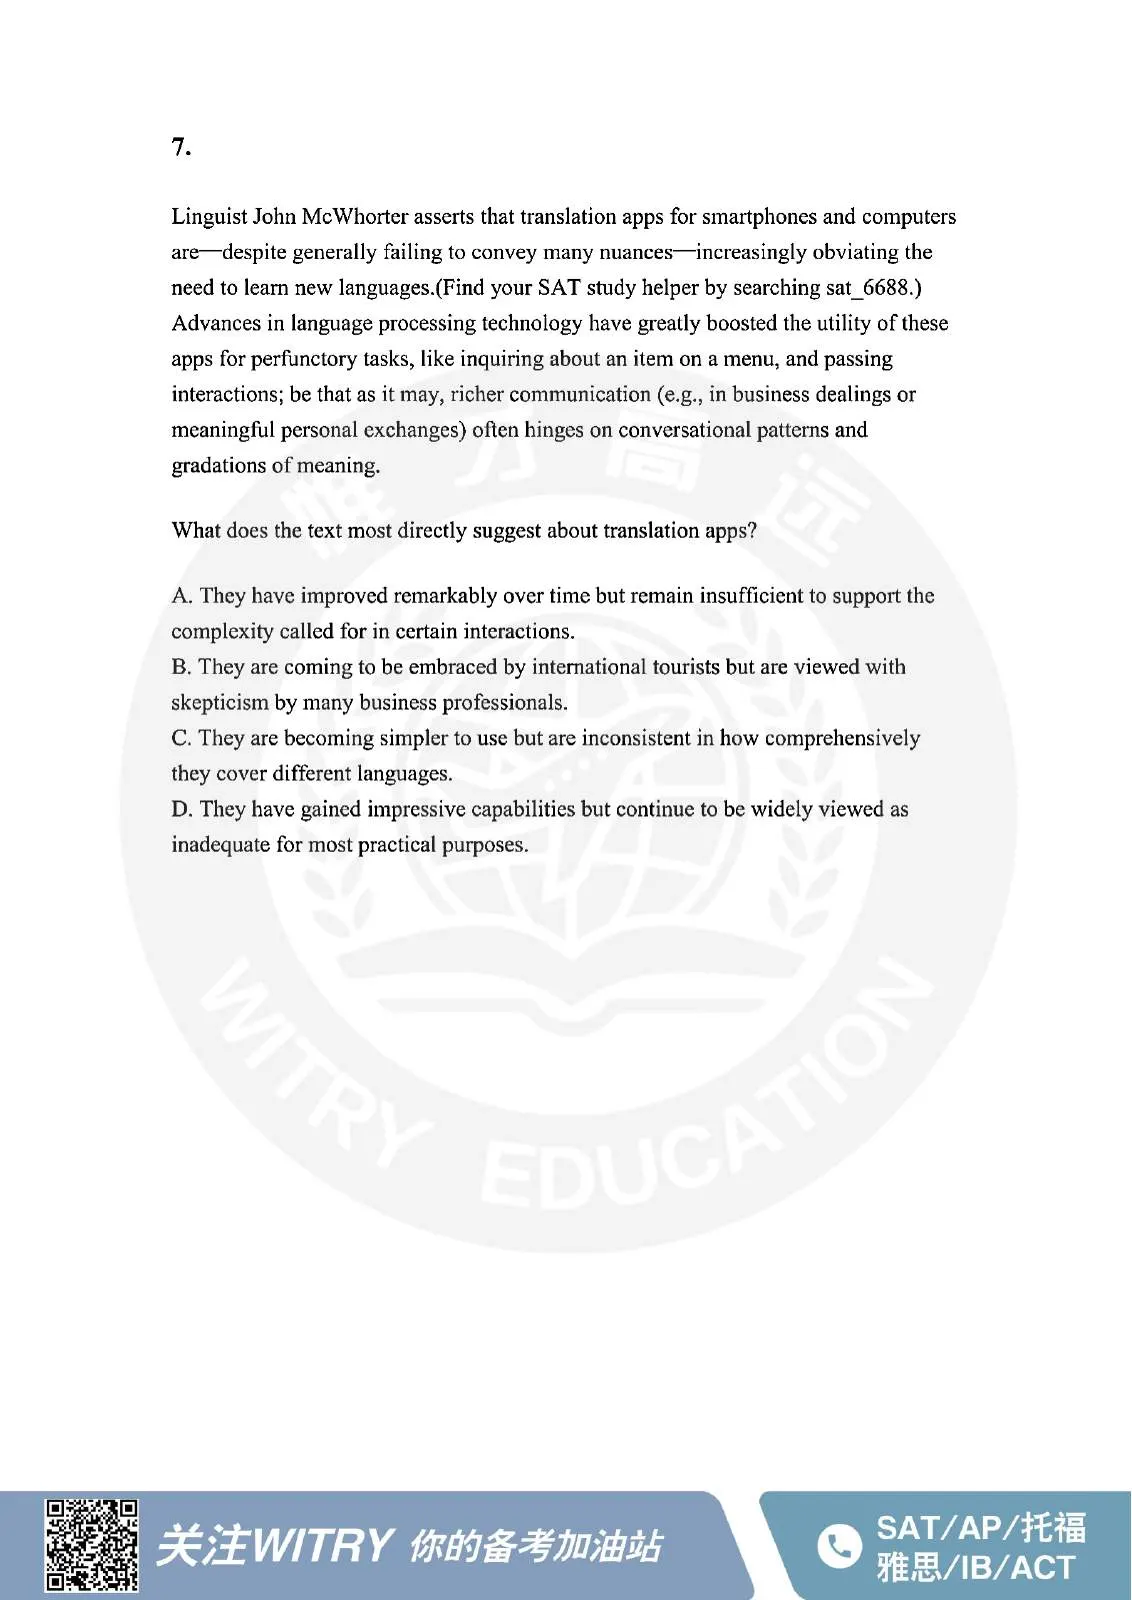 7.
Linguist John McWhorter asserts that translation apps for smartphones and computers
are—despite generally failing to convey many nuances—increasingly obviating the
need to learn new languages.(Find your SAT study helper by searching sat_6688.)
Advances in language processing technology have greatly boosted the utility of these
apps for perfunctory tasks, like inquiring about an item on a menu, and passing
interactions; be that as it may, richer communication (e.g., in business dealings or
meaningful personal exchanges) often hinges on conversational patterns and
gradations of meaning.
What does the text most directly suggest about translation apps?
A. They have improved remarkably over time but remain insufficient to support the
complexity called for in certain interactions.
B. They are coming to be embraced by international tourists but are viewed with
skepticism by many business professionals.
C. They are becoming simpler to use but are inconsistent in how comprehensively
they cover different languages.
D. They have gained impressive capabilities but continue to be widely viewed as
inadequate for most practical purposes.
惟力高远
WITRY EDUCATION
关注WITRY 你的备考加油站
SAT/AP/托福
雅思/IB/ACT